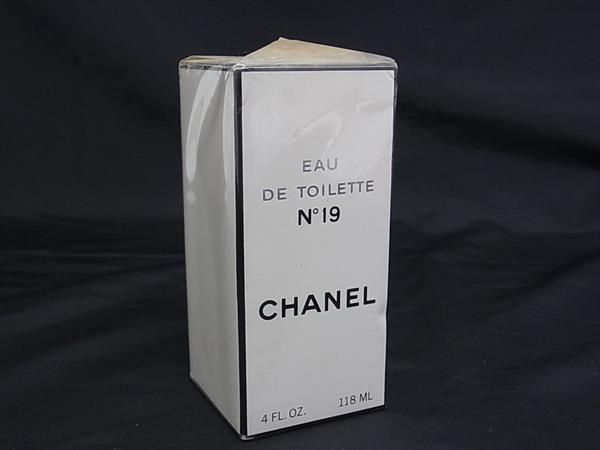 EAU
DE TOILETTE
N°19
CHANEL
4 FL. OZ. 118 ML